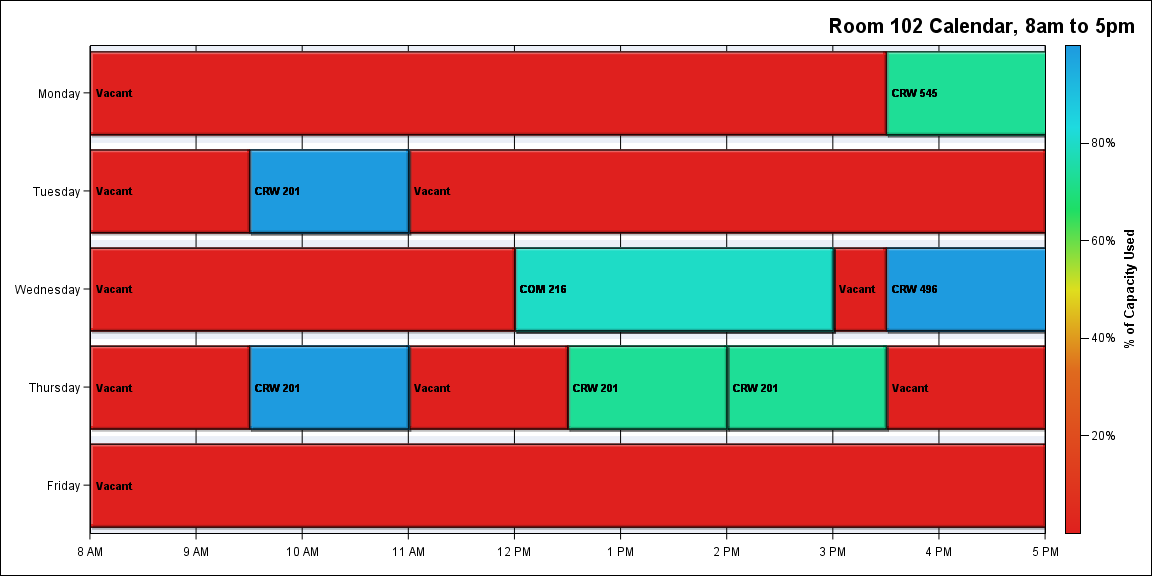 Room 102 Calendar, 8am to 5pm
Monday
Vacant
CRW 545
80%
Tuesday
Vacant
CRW 201
Vacant
60%
% of Capacity Used
Wednesday
Vacant
COM 216
Vacant
CRW 496
40%
Thursday
Vacant
CRW 201
Vacant
CRW 201
CRW 201
Vacant
20%
Friday
Vacant
8 AM
9 AM
10 AM
11 AM
12 PM
1 PM
2 PM
3 PM
4 PM
5 PM